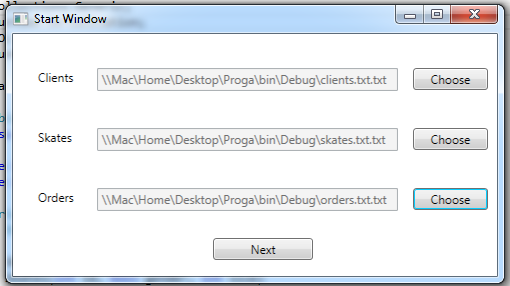 Start Window
Clients \\Mac\Home\Desktop\Proga\bin\Debug\clients.txt.txt Choose
Skates \\Mac\Home\Desktop\Proga\bin\Debug\skates.txt.txt Choose
Orders \\Mac\Home\Desktop\Proga\bin\Debug\orders.txt.txt Choose
Next